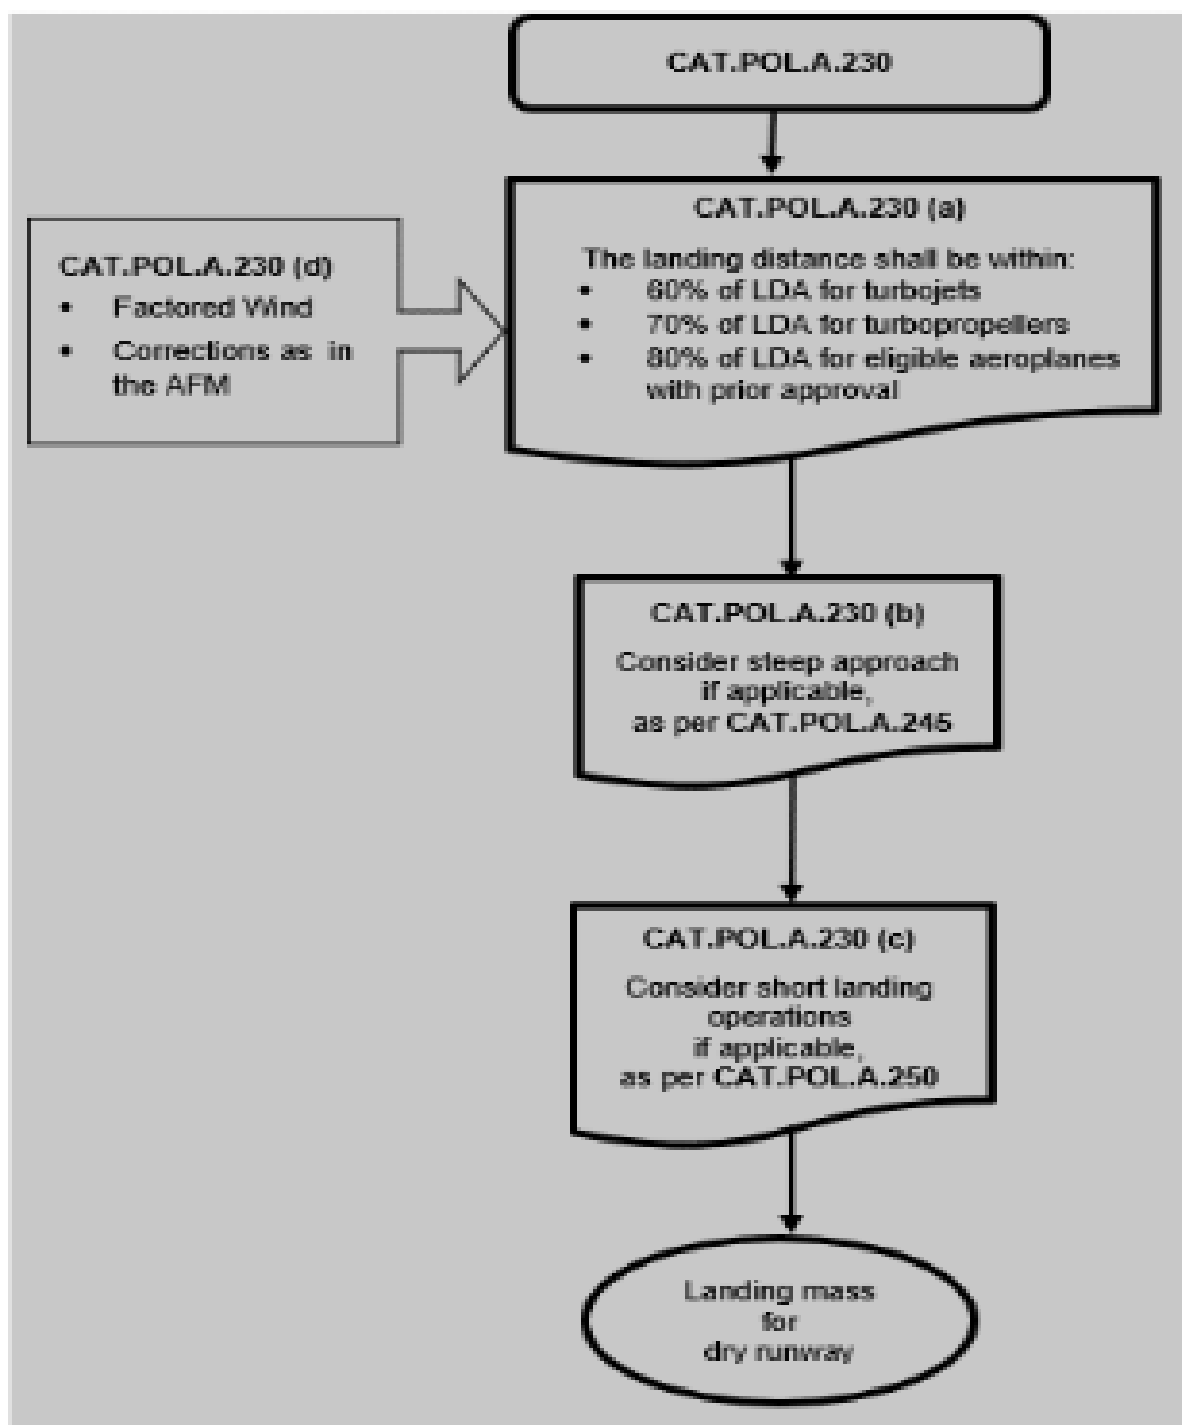 CAT.POL.A.230
CAT.POL.A.230 (a)
The landing distance shall be within:
• 60% of LDA for turbojets
• 70% of LDA for turbopropellers
• 80% of LDA for eligible aeroplanes
with prior approval
CAT.POL.A.230 (d)
• Factored Wind
• Corrections as in
the AFM
CAT.POL.A.230 (b)
Consider steep approach
if applicable,
as per CAT.POL.A.245
CAT.POL.A.230 (c)
Consider short landing
operations
if applicable,
as per CAT.POL.A.250
Landing mass
for
dry runway